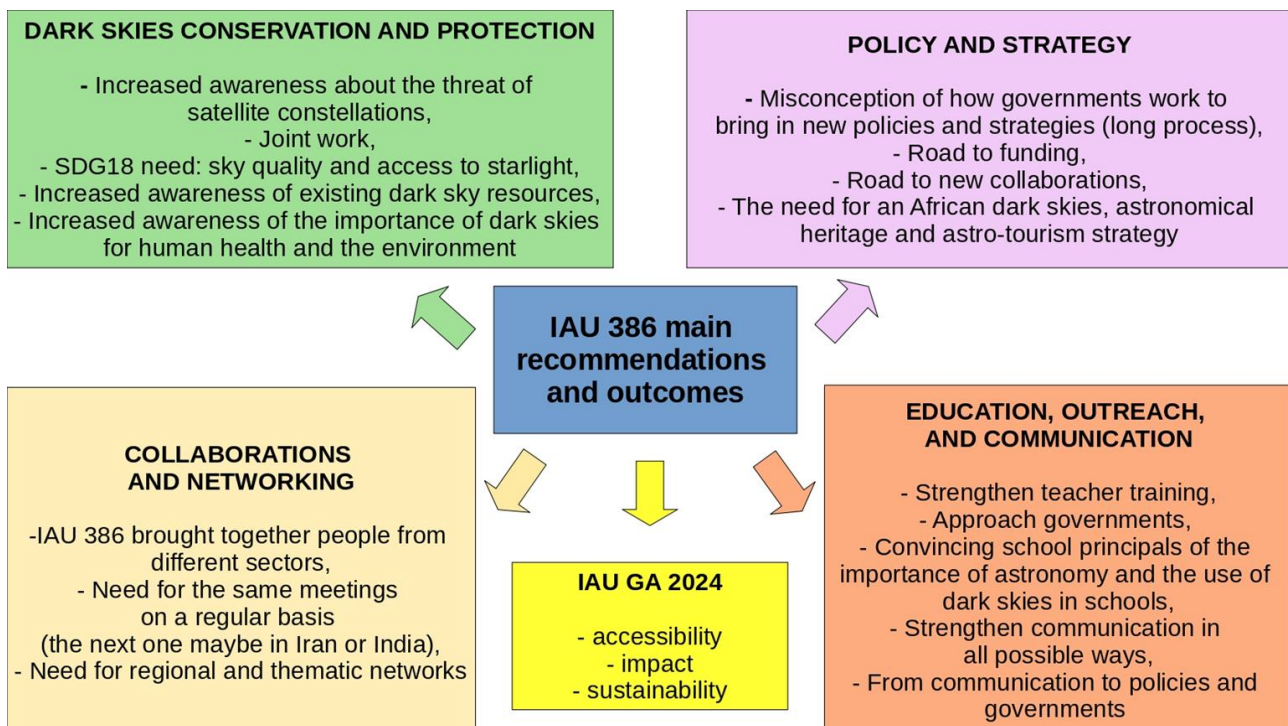 DARK SKIES CONSERVATION AND PROTECTION
- Increased awareness about the threat of
satellite constellations,
- Joint work,
- SDG18 need: sky quality and access to starlight,
- Increased awareness of existing dark sky resources,
- Increased awareness of the importance of dark skies
for human health and the environment
POLICY AND STRATEGY
- Misconception of how governments work to
bring in new policies and strategies (long process),
- Road to funding,
- Road to new collaborations,
- The need for an African dark skies, astronomical
heritage and astro-tourism strategy
IAU 386 main
recommendations
and outcomes
COLLABORATIONS
AND NETWORKING
-IAU 386 brought together people from
different sectors,
- Need for the same meetings
on a regular basis
(the next one maybe in Iran or India),
- Need for regional and thematic networks
IAU GA 2024
- accessibility
- impact
- sustainability
EDUCATION, OUTREACH,
AND COMMUNICATION
- Strengthen teacher training,
- Approach governments,
- Convincing school principals of the
importance of astronomy and the use of
dark skies in schools,
- Strengthen communication in
all possible ways,
- From communication to policies and
governments